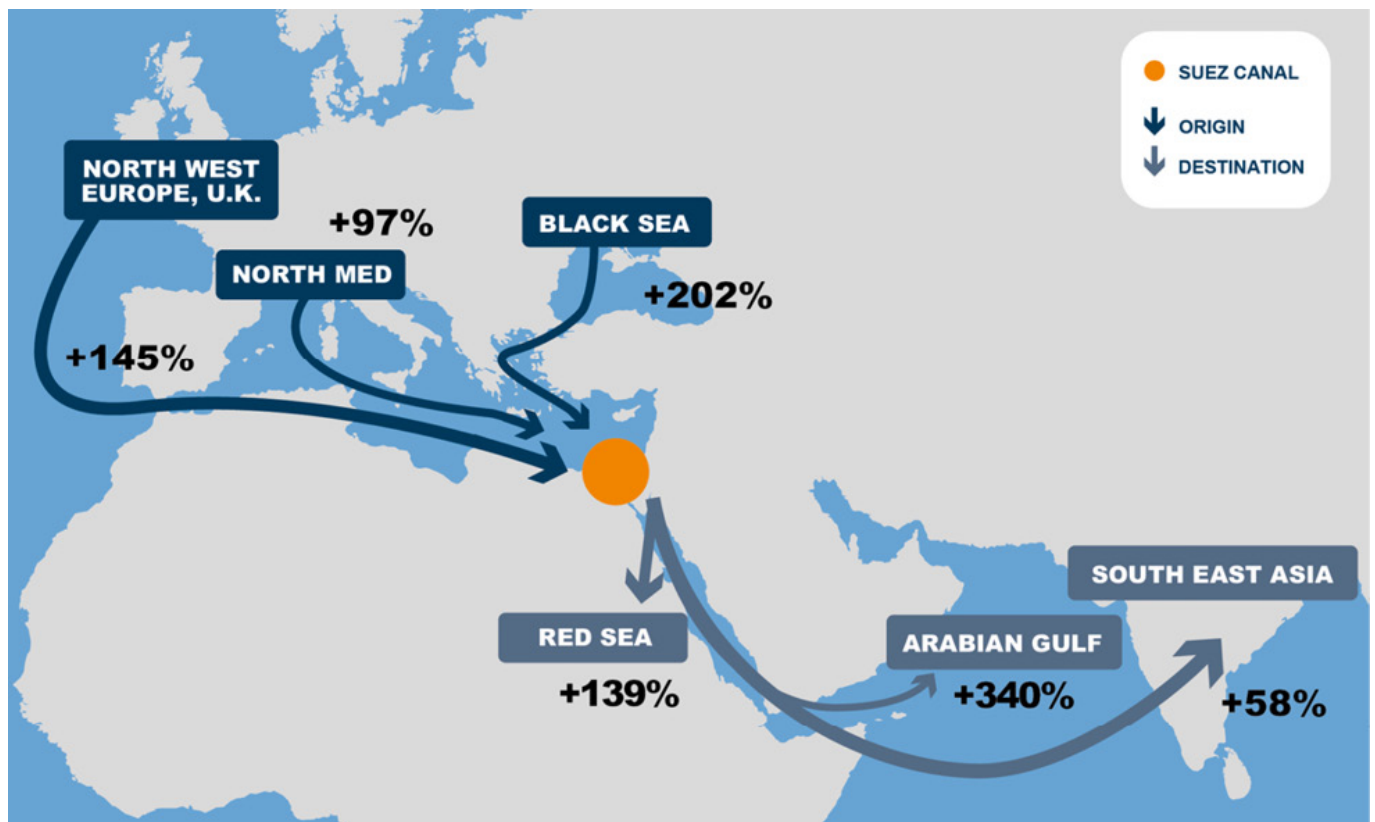 SUEZ CANAL
ORIGIN
DESTINATION
NORTH WEST
EUROPE, U.K.
+97%
BLACK SEA
NORTH MED
+202%
+145%
SOUTH EAST ASIA
RED SEA
ARABIAN GULF
+139%
+340%
+58%